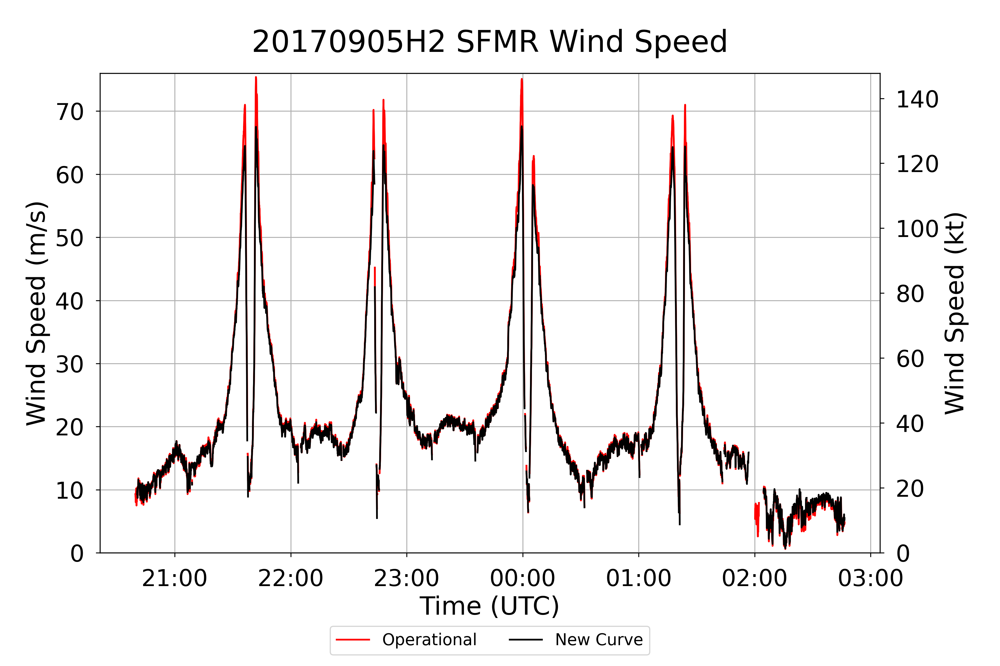 20170905H2 SFMR Wind Speed
Wind Speed (m/s)
70
60
50
40
30
20
10
0
140
120
100
80
60
40
20
0
Wind Speed (kt)
21:00 22:00 23:00 00:00 01:00 02:00 03:00
Time (UTC)
Operational New Curve